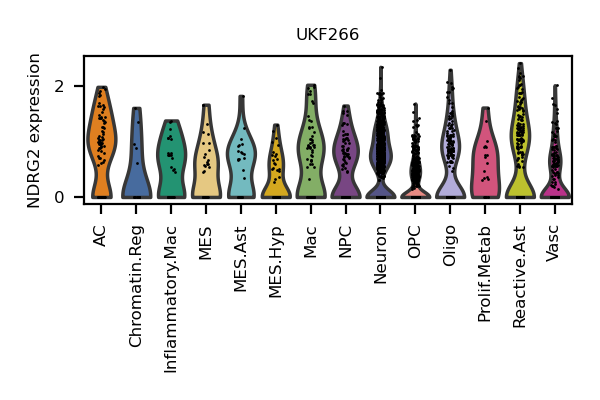 UKF266
NDRG2 expression
2
0
AC
Chromatin.Reg
Inflammatory.Mac
MES
MES.Ast
MES.Hyp
Mac
NPC
Neuron
OPC
Oligo
Prolif.Metab
Reactive.Ast
Vasc